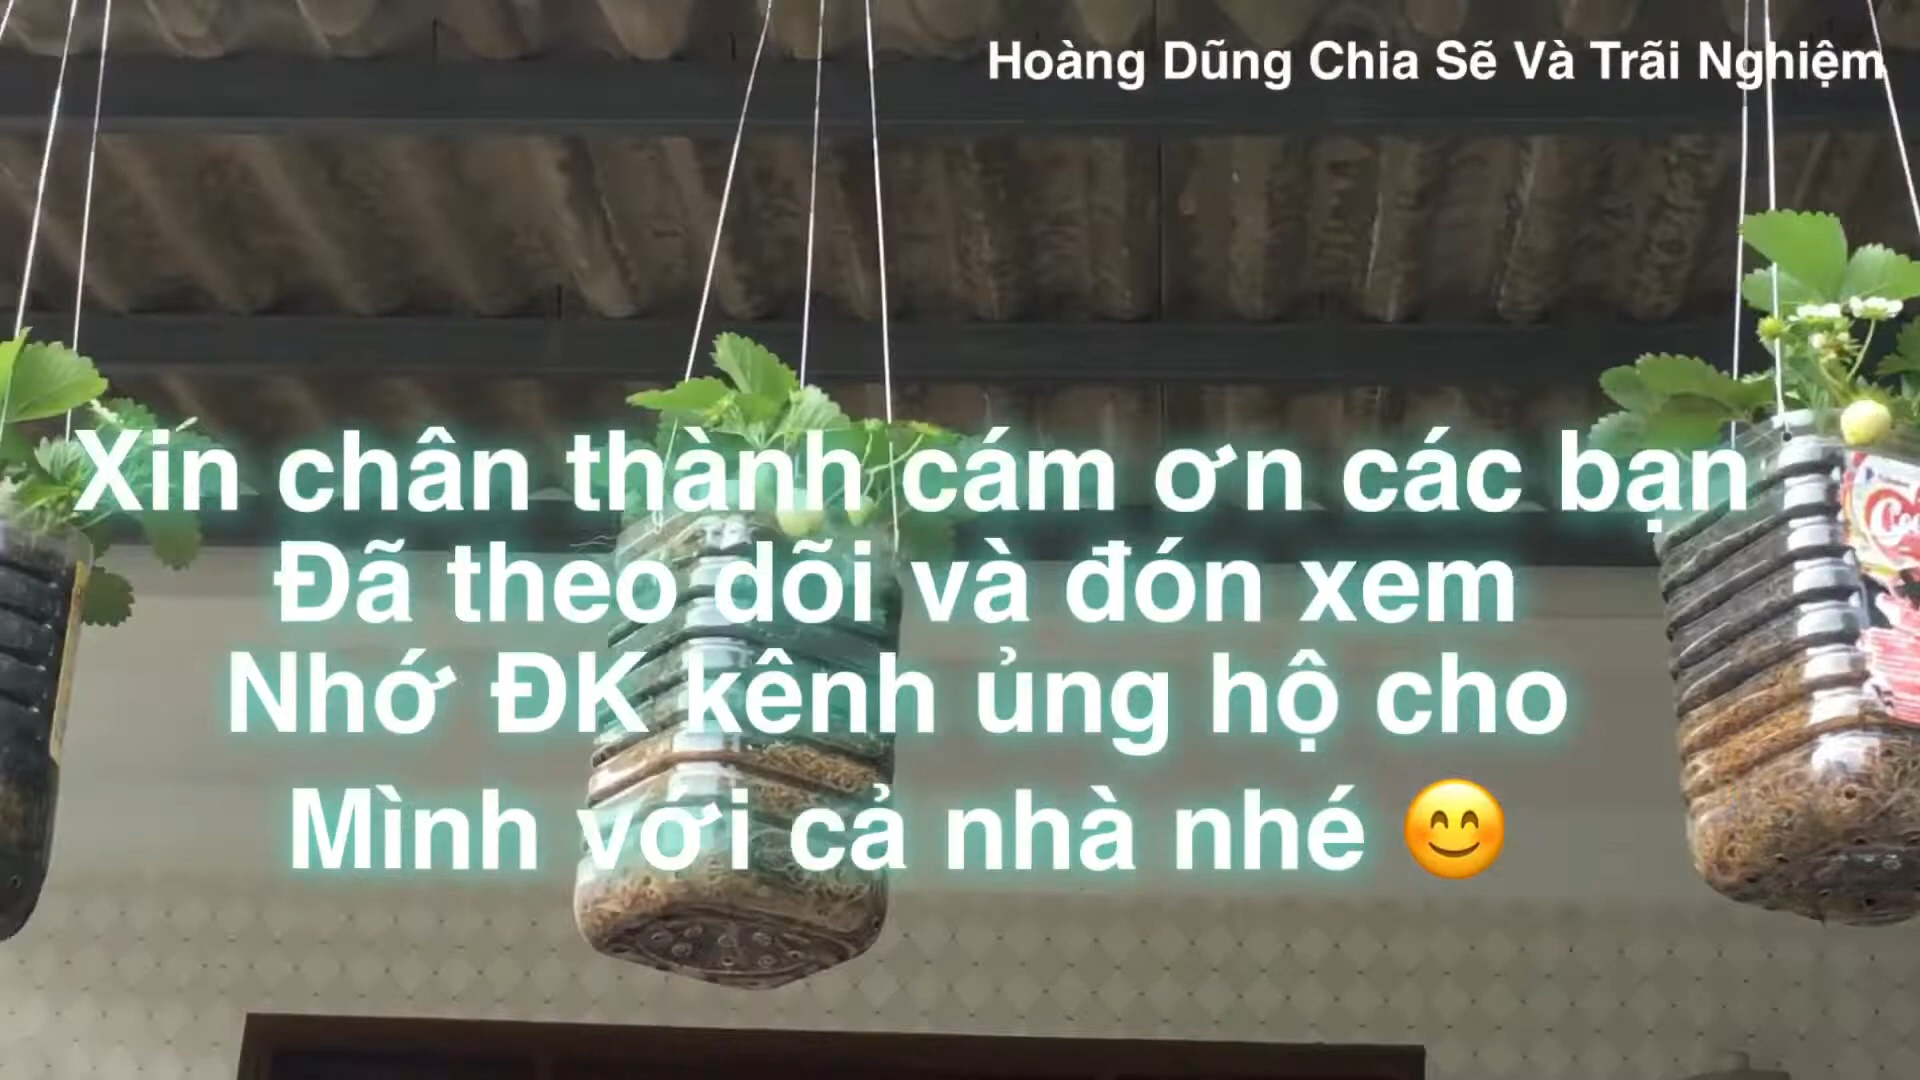 Hoàng Dũng Chia Sẽ Và Trãi Nghiệm
Xin chân thành cám ơn các bạn
Đã theo dõi và đón xem
Nhớ ĐK kênh ủng hộ cho
Mình với cả nhà nhé 😊